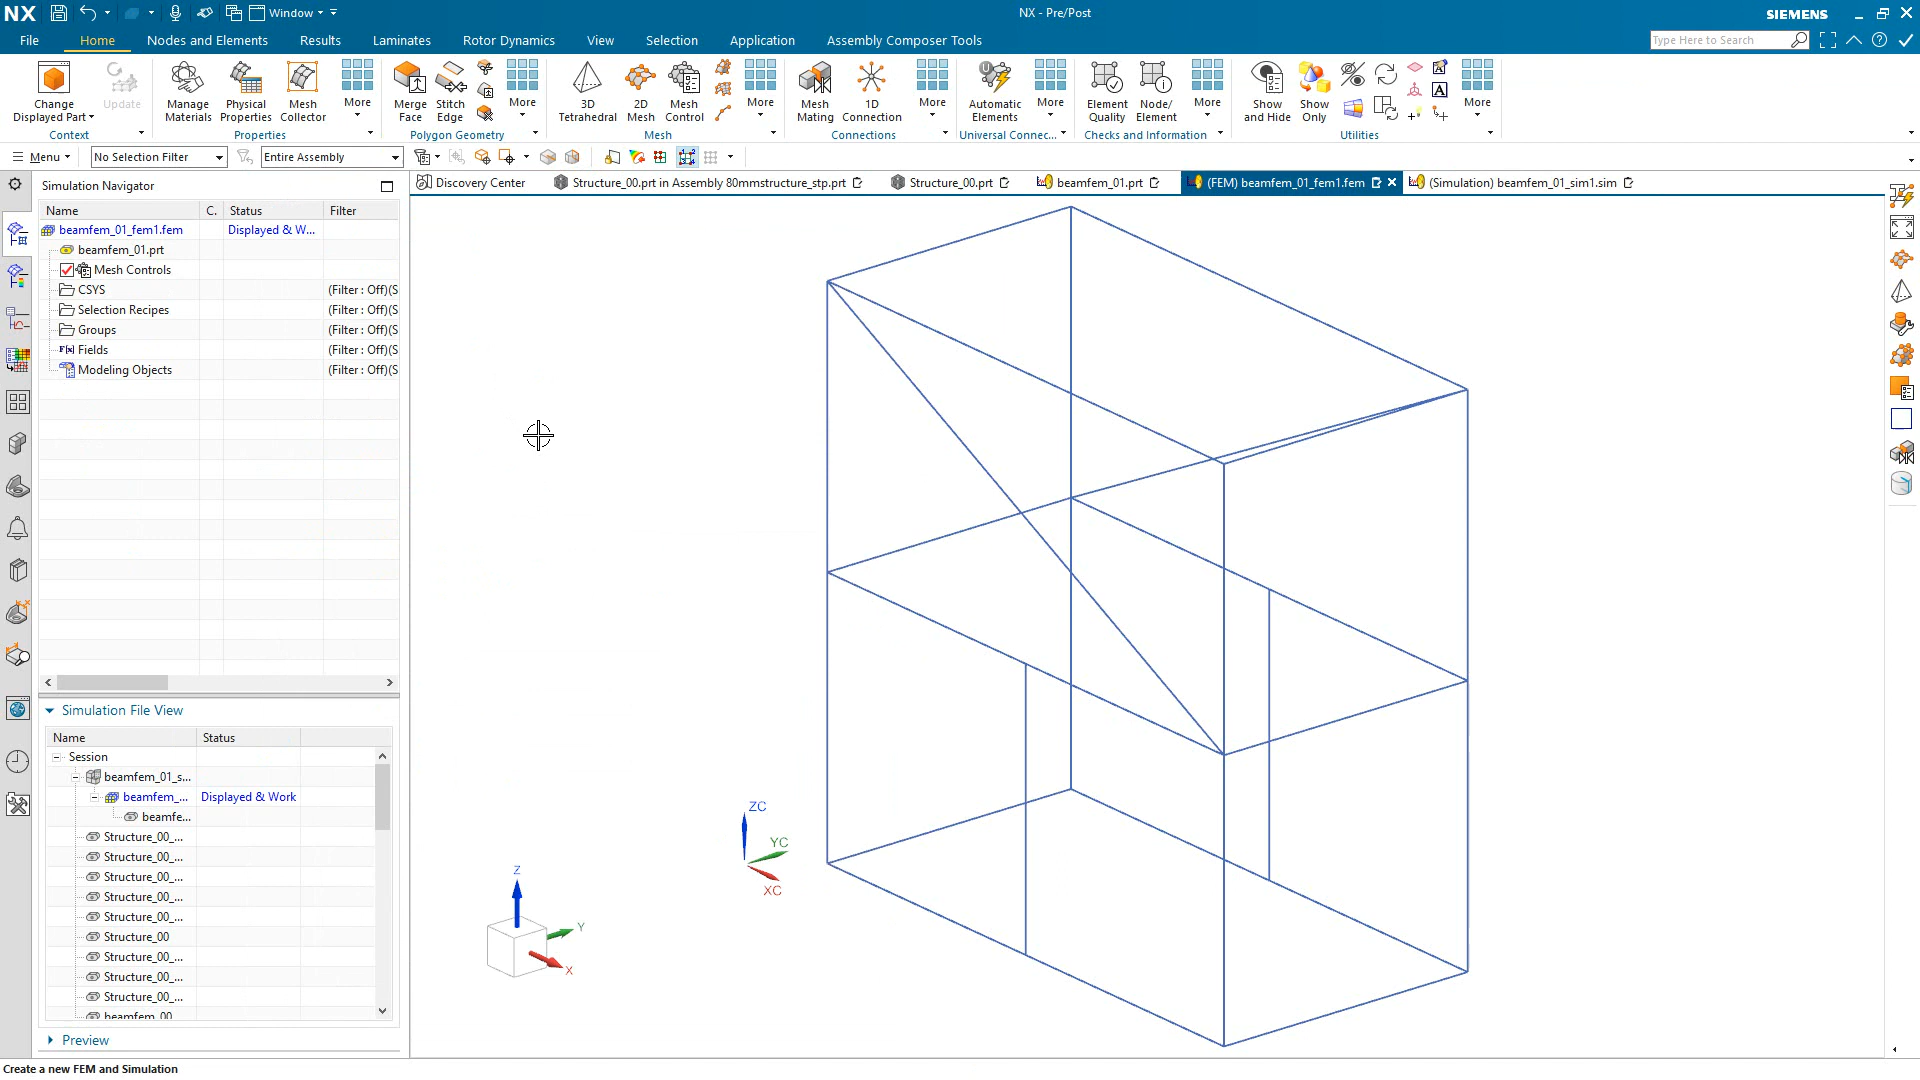 NX
Window
NX - Pre/Post
SIEMENS
File
Home
Nodes and Elements
Results
Laminates
Rotor Dynamics
View
Selection
Application
Assembly Composer Tools
Type Here to Search
Change Displayed Part
Update
Manage Materials
Physical Properties
Mesh Collector
More
Merge Face
Stitch Edge
More
3D Tetrahedral
2D Mesh
Mesh Control
More
Mesh Mating
1D Connection
More
Automatic Elements
More
Element Quality
Node/ Element
More
Show and Hide
Show Only
More
Context
Properties
Polygon Geometry
Mesh
Connections
Universal Connec...
Checks and Information
Utilities
Menu
No Selection Filter
Entire Assembly
Simulation Navigator
Discovery Center
Structure_00.prt in Assembly 80mmstructure_stp.prt
Structure_00.prt
beamfem_01.prt
(FEM) beamfem_01_fem1.fem
(Simulation) beamfem_01_sim1.sim
Name C. Status Filter
beamfem_01_fem1.fem Displayed & W...
beamfem_01.prt
Mesh Controls
CSYS (Filter : Off)(S
Selection Recipes (Filter : Off)(S
Groups (Filter : Off)(S
F(x) Fields (Filter : Off)(S
Modeling Objects (Filter : Off)(S
Simulation File View
Name Status
Session
beamfem_01_s...
beamfem_... Displayed & Work
beamfe...
Structure_00_...
Structure_00_...
Structure_00_...
Structure_00_...
Structure_00_...
Structure_00
Structure_00_...
Structure_00_...
Structure_00_...
beamfem_00
Preview
ZC
YC
XC
Z
Y
X
Create a new FEM and Simulation